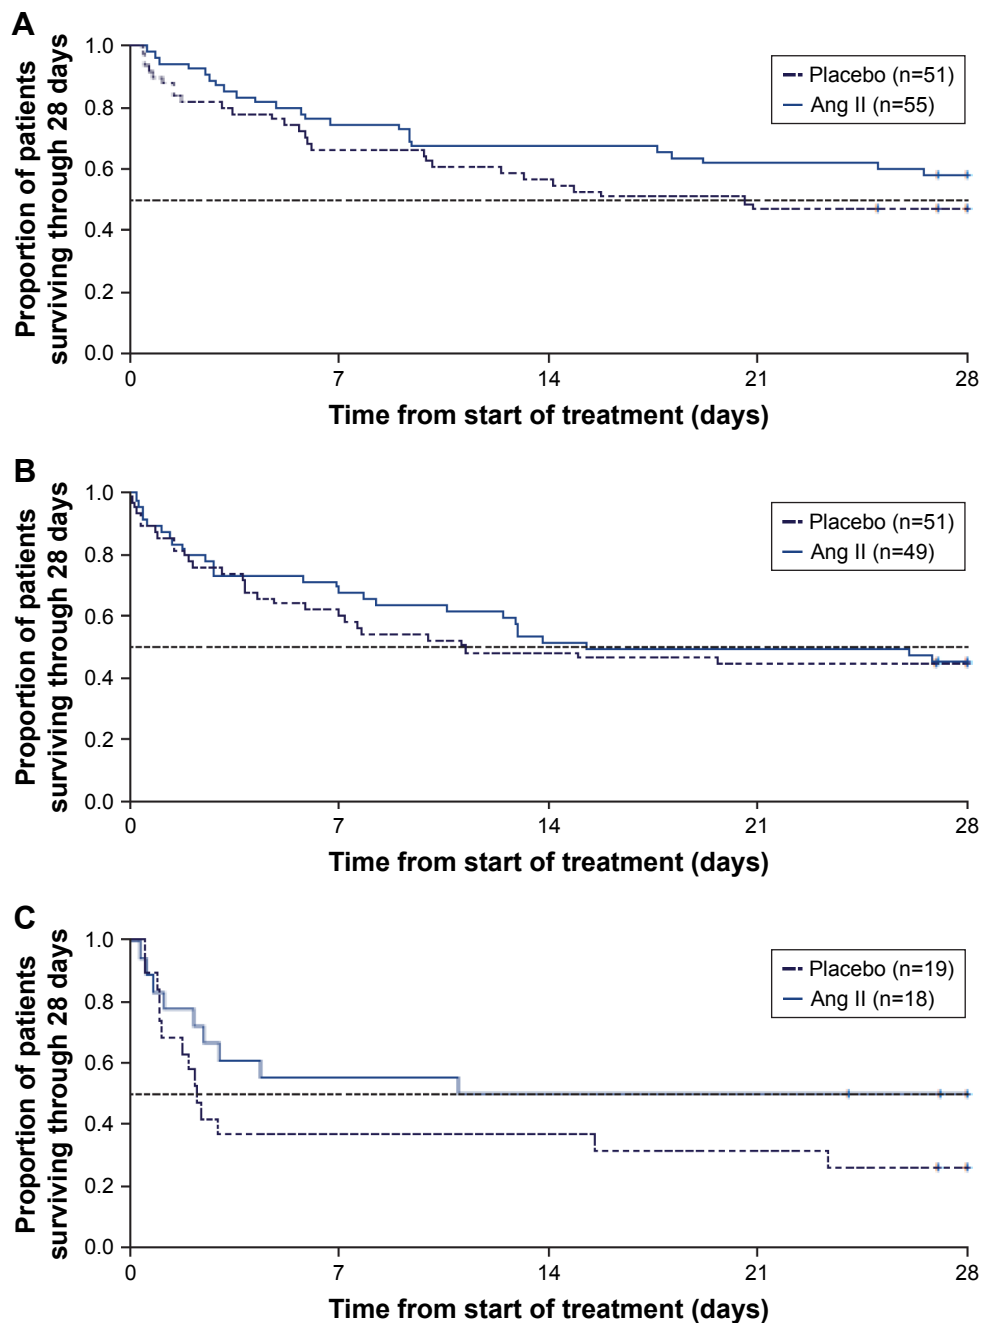 A
Proportion of patients
surviving through 28 days
1.0
0.8
0.6
0.4
0.2
0.0
Placebo (n=51)
Ang II (n=55)
0 7 14 21 28
Time from start of treatment (days)
B
Proportion of patients
surviving through 28 days
1.0
0.8
0.6
0.4
0.2
0.0
Placebo (n=51)
Ang II (n=49)
0 7 14 21 28
Time from start of treatment (days)
C
Proportion of patients
surviving through 28 days
1.0
0.8
0.6
0.4
0.2
0.0
Placebo (n=19)
Ang II (n=18)
0 7 14 21 28
Time from start of treatment (days)